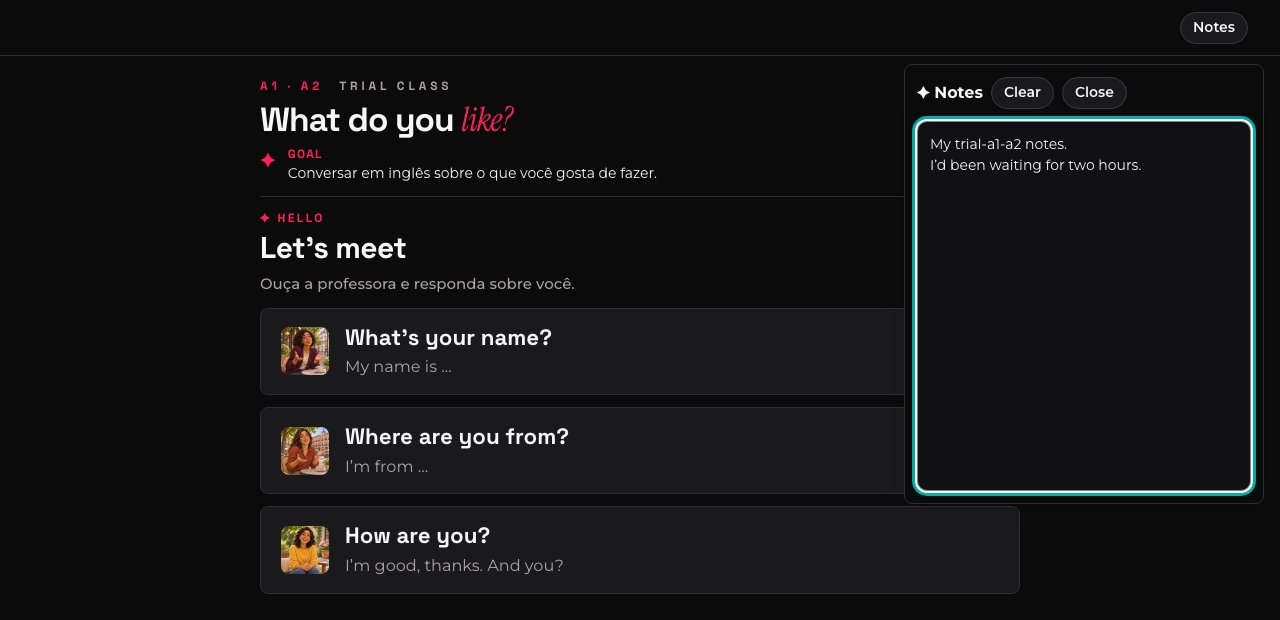 Notes
A1 · A2 TRIAL CLASS
What do you like?
GOAL
Conversar em inglês sobre o que você gosta de fazer.
HELLO
Let’s meet
Ouça a professora e responda sobre você.
What’s your name?
My name is ...
Where are you from?
I’m from ...
How are you?
I’m good, thanks. And you?
Notes Clear Close
My trial-a1-a2 notes.
I’d been waiting for two hours.